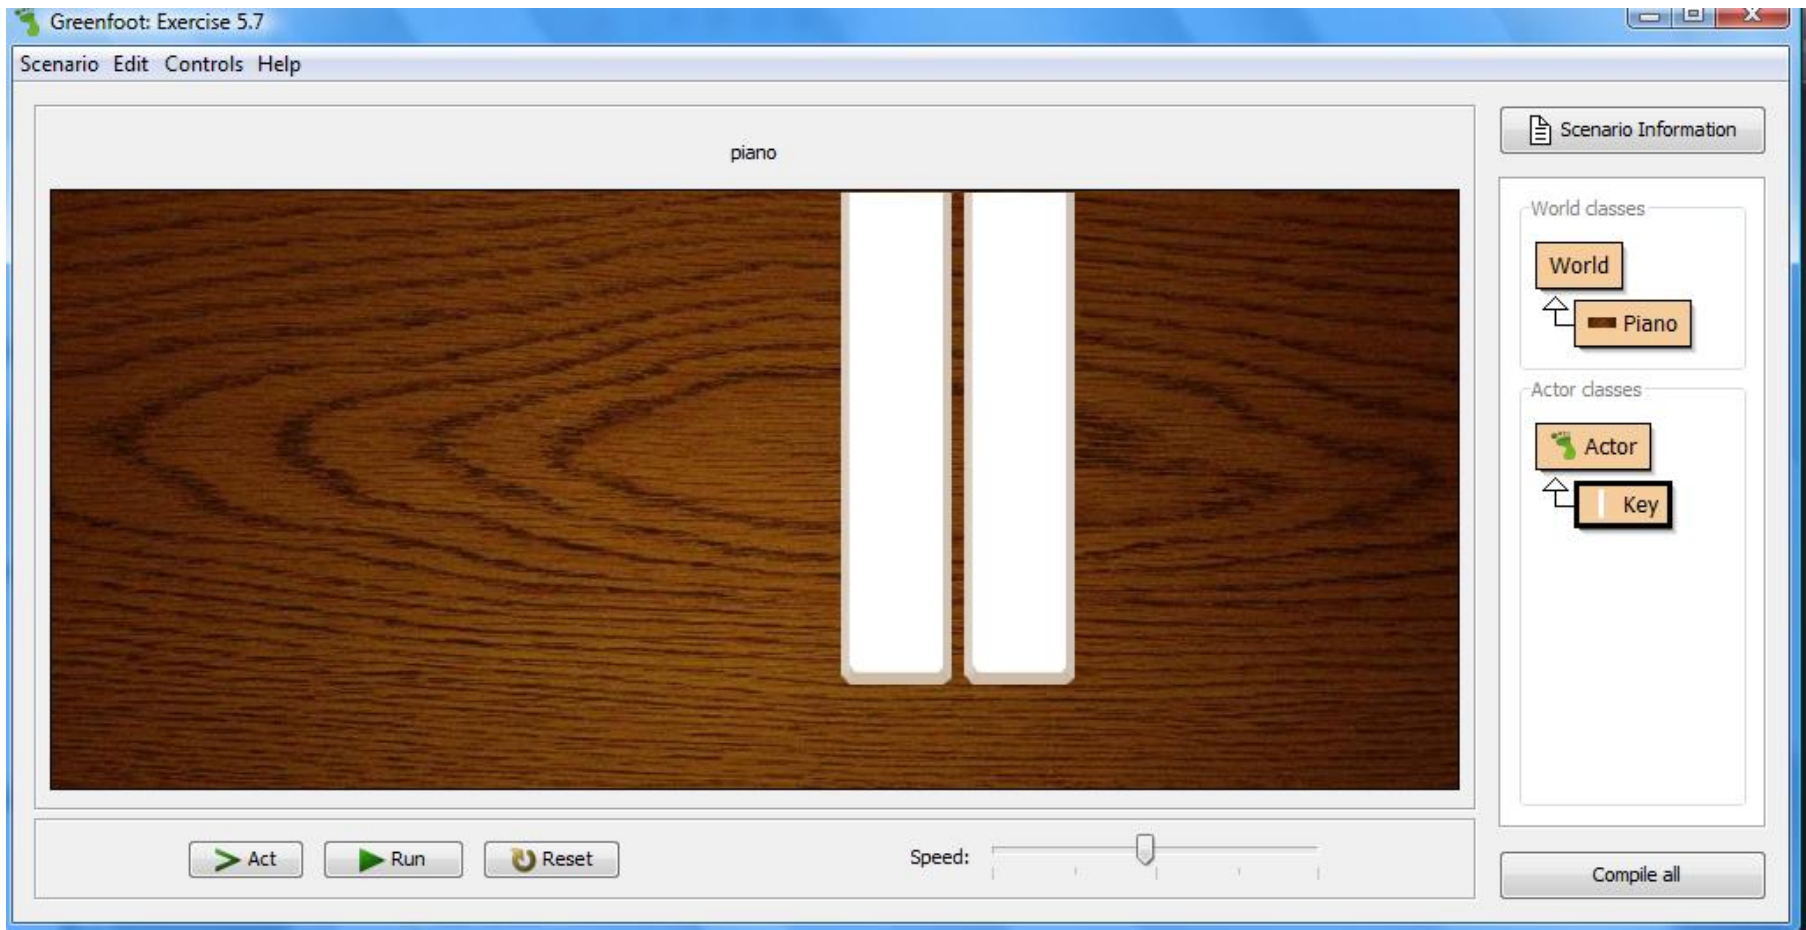 Greenfoot: Exercise 5.7
Scenario Edit Controls Help
piano
Scenario Information
World classes
World
Piano
Actor classes
Actor
Key
Act Run Reset Speed:
Compile all